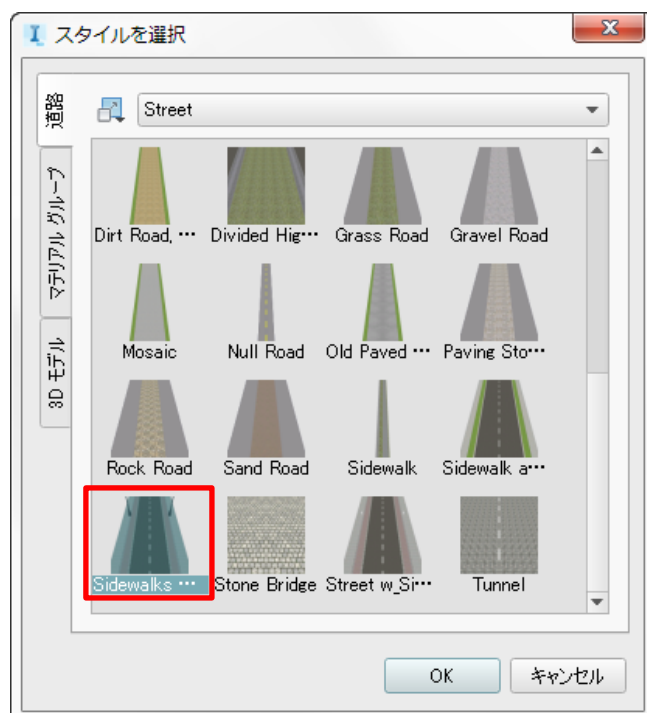 スタイルを選択
道路
マテリアル グループ
3D モデル
Street
Dirt Road, ··· Divided Hig··· Grass Road Gravel Road
Mosaic Null Road Old Paved ··· Paving Sto···
Rock Road Sand Road Sidewalk Sidewalk a···
Sidewalks ··· Stone Bridge Street w_Si··· Tunnel
OK キャンセル